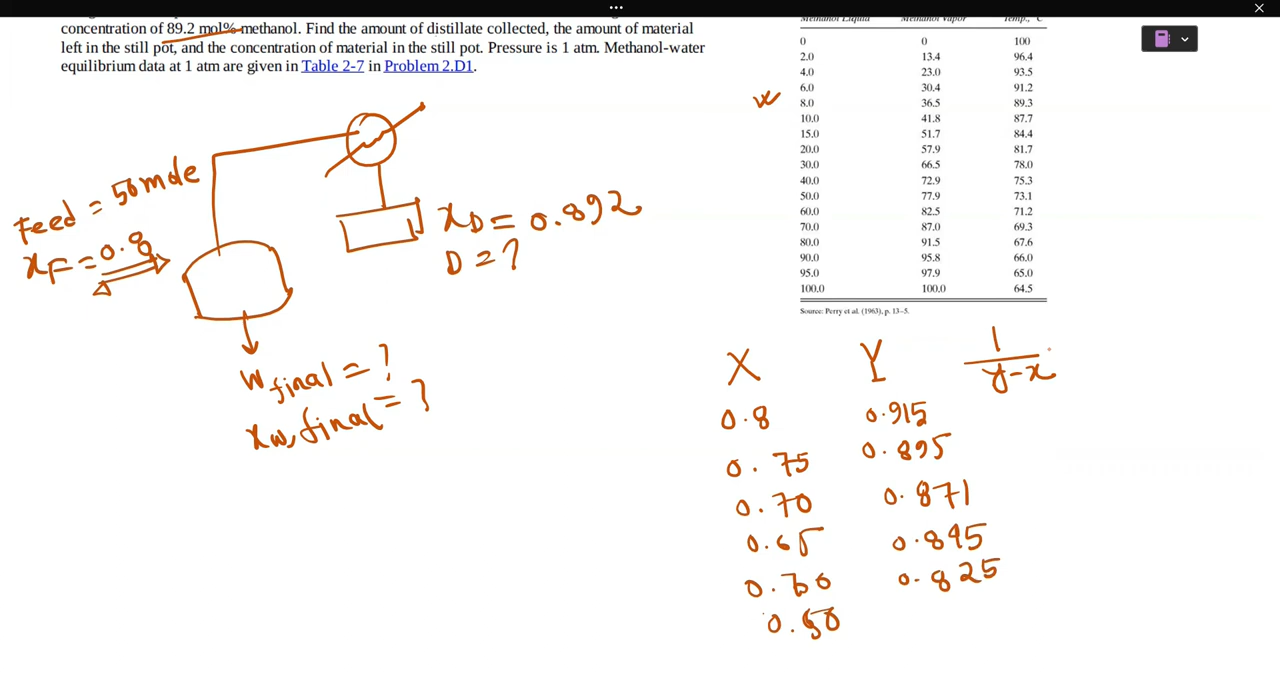 concentration of 89.2 mol% methanol. Find the amount of distillate collected, the amount of material
left in the still pot, and the concentration of material in the still pot. Pressure is 1 atm. Methanol-water
equilibrium data at 1 atm are given in Table 2-7 in Problem 2.D1.
Methanol Liquid Methanol Vapor Temp., °C
0 0 100
2.0 13.4 96.4
4.0 23.0 93.5
6.0 30.4 91.2
8.0 36.5 89.3
10.0 41.8 87.7
15.0 51.7 84.4
20.0 57.9 81.7
30.0 66.5 78.0
40.0 72.9 75.3
50.0 77.9 73.1
60.0 82.5 71.2
70.0 87.0 69.3
80.0 91.5 67.6
90.0 95.8 66.0
95.0 97.9 65.0
100.0 100.0 64.5
Source: Perry et al. (1963), p. 13–5.
Feed = 50 mole
xF = 0.8
xD = 0.892
D = ?
W final = ?
xw, final = ?
X Y 1
y-x
0.8 0.915
0.75 0.895
0.70 0.871
0.65 0.845
0.60 0.825
0.50